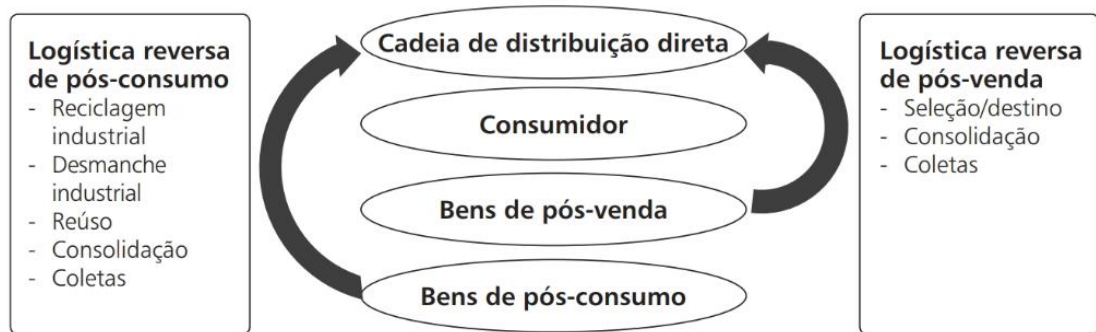 Logística reversa
de pós-consumo
- Reciclagem
industrial
- Desmanche
industrial
- Reúso
- Consolidação
- Coletas
Cadeia de distribuição direta
Consumidor
Bens de pós-venda
Bens de pós-consumo
Logística reversa
de pós-venda
- Seleção/destino
- Consolidação
- Coletas